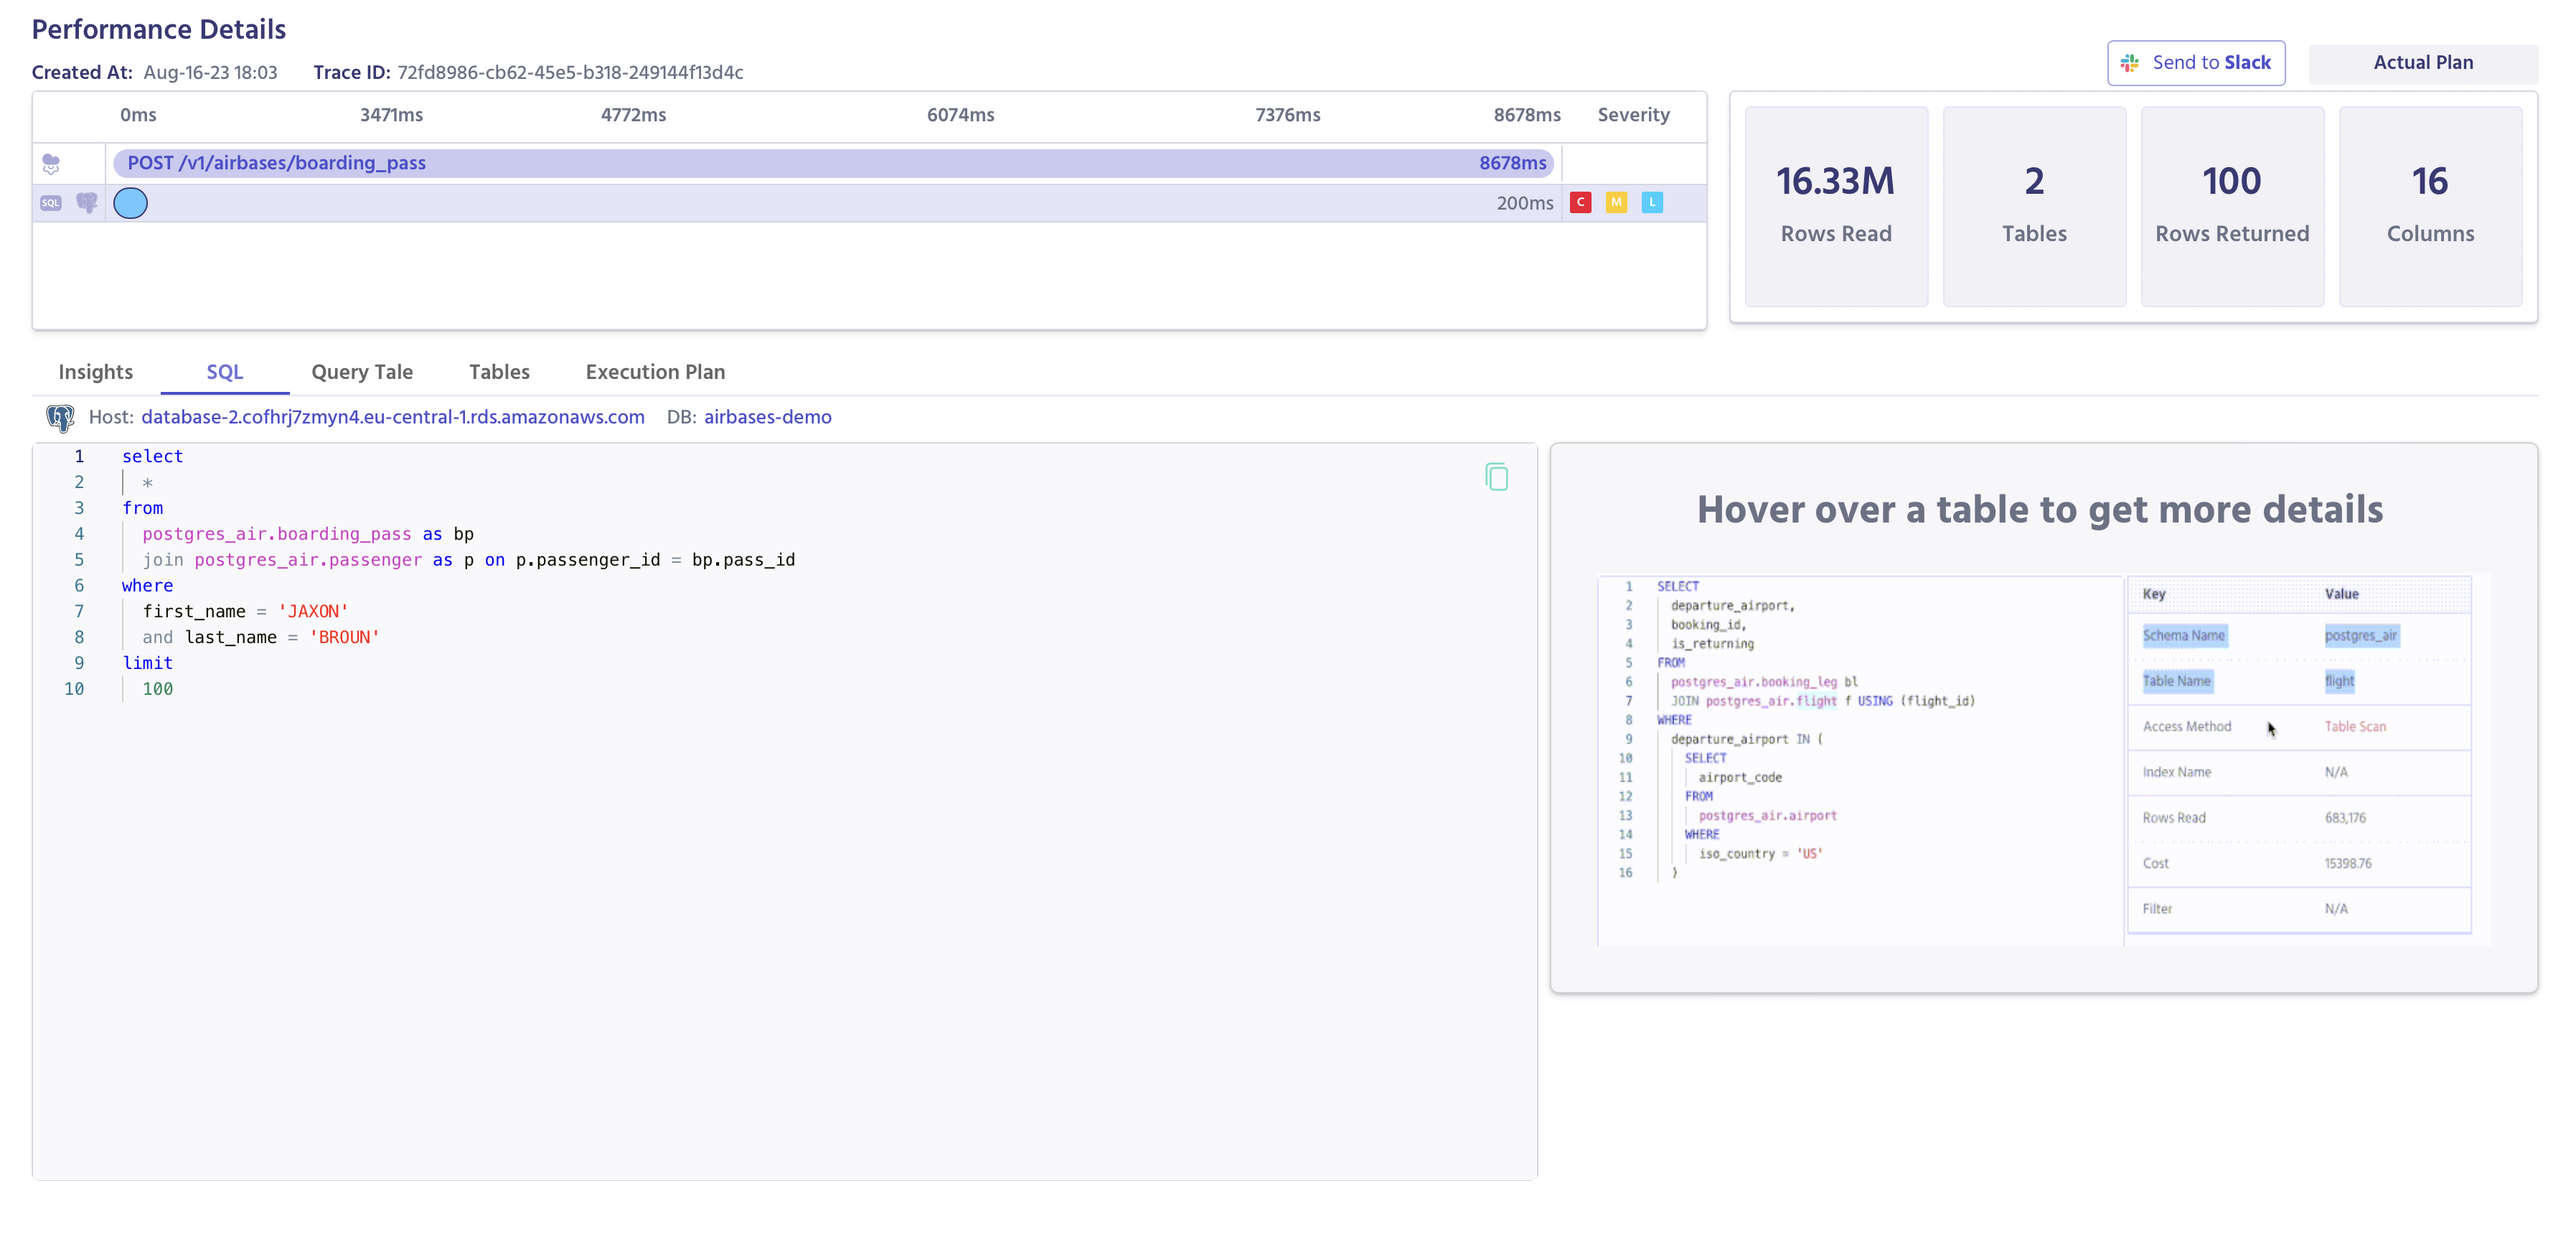 Performance Details
Created At: Aug-16-23 18:03 Trace ID: 72fd8986-cb62-45e5-b318-249144f13d4c
Send to Slack
Actual Plan
0ms 3471ms 4772ms 6074ms 7376ms 8678ms Severity
POST /v1/airbases/boarding_pass 8678ms
SQL 200ms C M L
16.33M
Rows Read
2
Tables
100
Rows Returned
16
Columns
Insights SQL Query Tale Tables Execution Plan
Host: database-2.cofhrj7zmyn4.eu-central-1.rds.amazonaws.com DB: airbases-demo
1 select
2 *
3 from
4 postgres_air.boarding_pass as bp
5 join postgres_air.passenger as p on p.passenger_id = bp.pass_id
6 where
7 first_name = 'JAXON'
8 and last_name = 'BROUN'
9 limit
10 100
Hover over a table to get more details
1 SELECT
2 departure_airport,
3 booking_id,
4 is_returning
5 FROM
6 postgres_air.booking_leg bl
7 JOIN postgres_air.flight f USING (flight_id)
8 WHERE
9 departure_airport IN (
10 SELECT
11 airport_code
12 FROM
13 postgres_air.airport
14 WHERE
15 iso_country = 'US'
16 )
Key Value
Schema Name postgres_air
Table Name flight
Access Method Table Scan
Index Name N/A
Rows Read 683,176
Cost 15398.76
Filter N/A